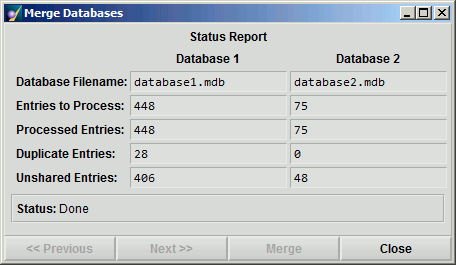 Merge Databases
Status Report
Database 1 Database 2
Database Filename: database1.mdb database2.mdb
Entries to Process: 448 75
Processed Entries: 448 75
Duplicate Entries: 28 0
Unshared Entries: 406 48
Status: Done
<< Previous Next >> Merge Close